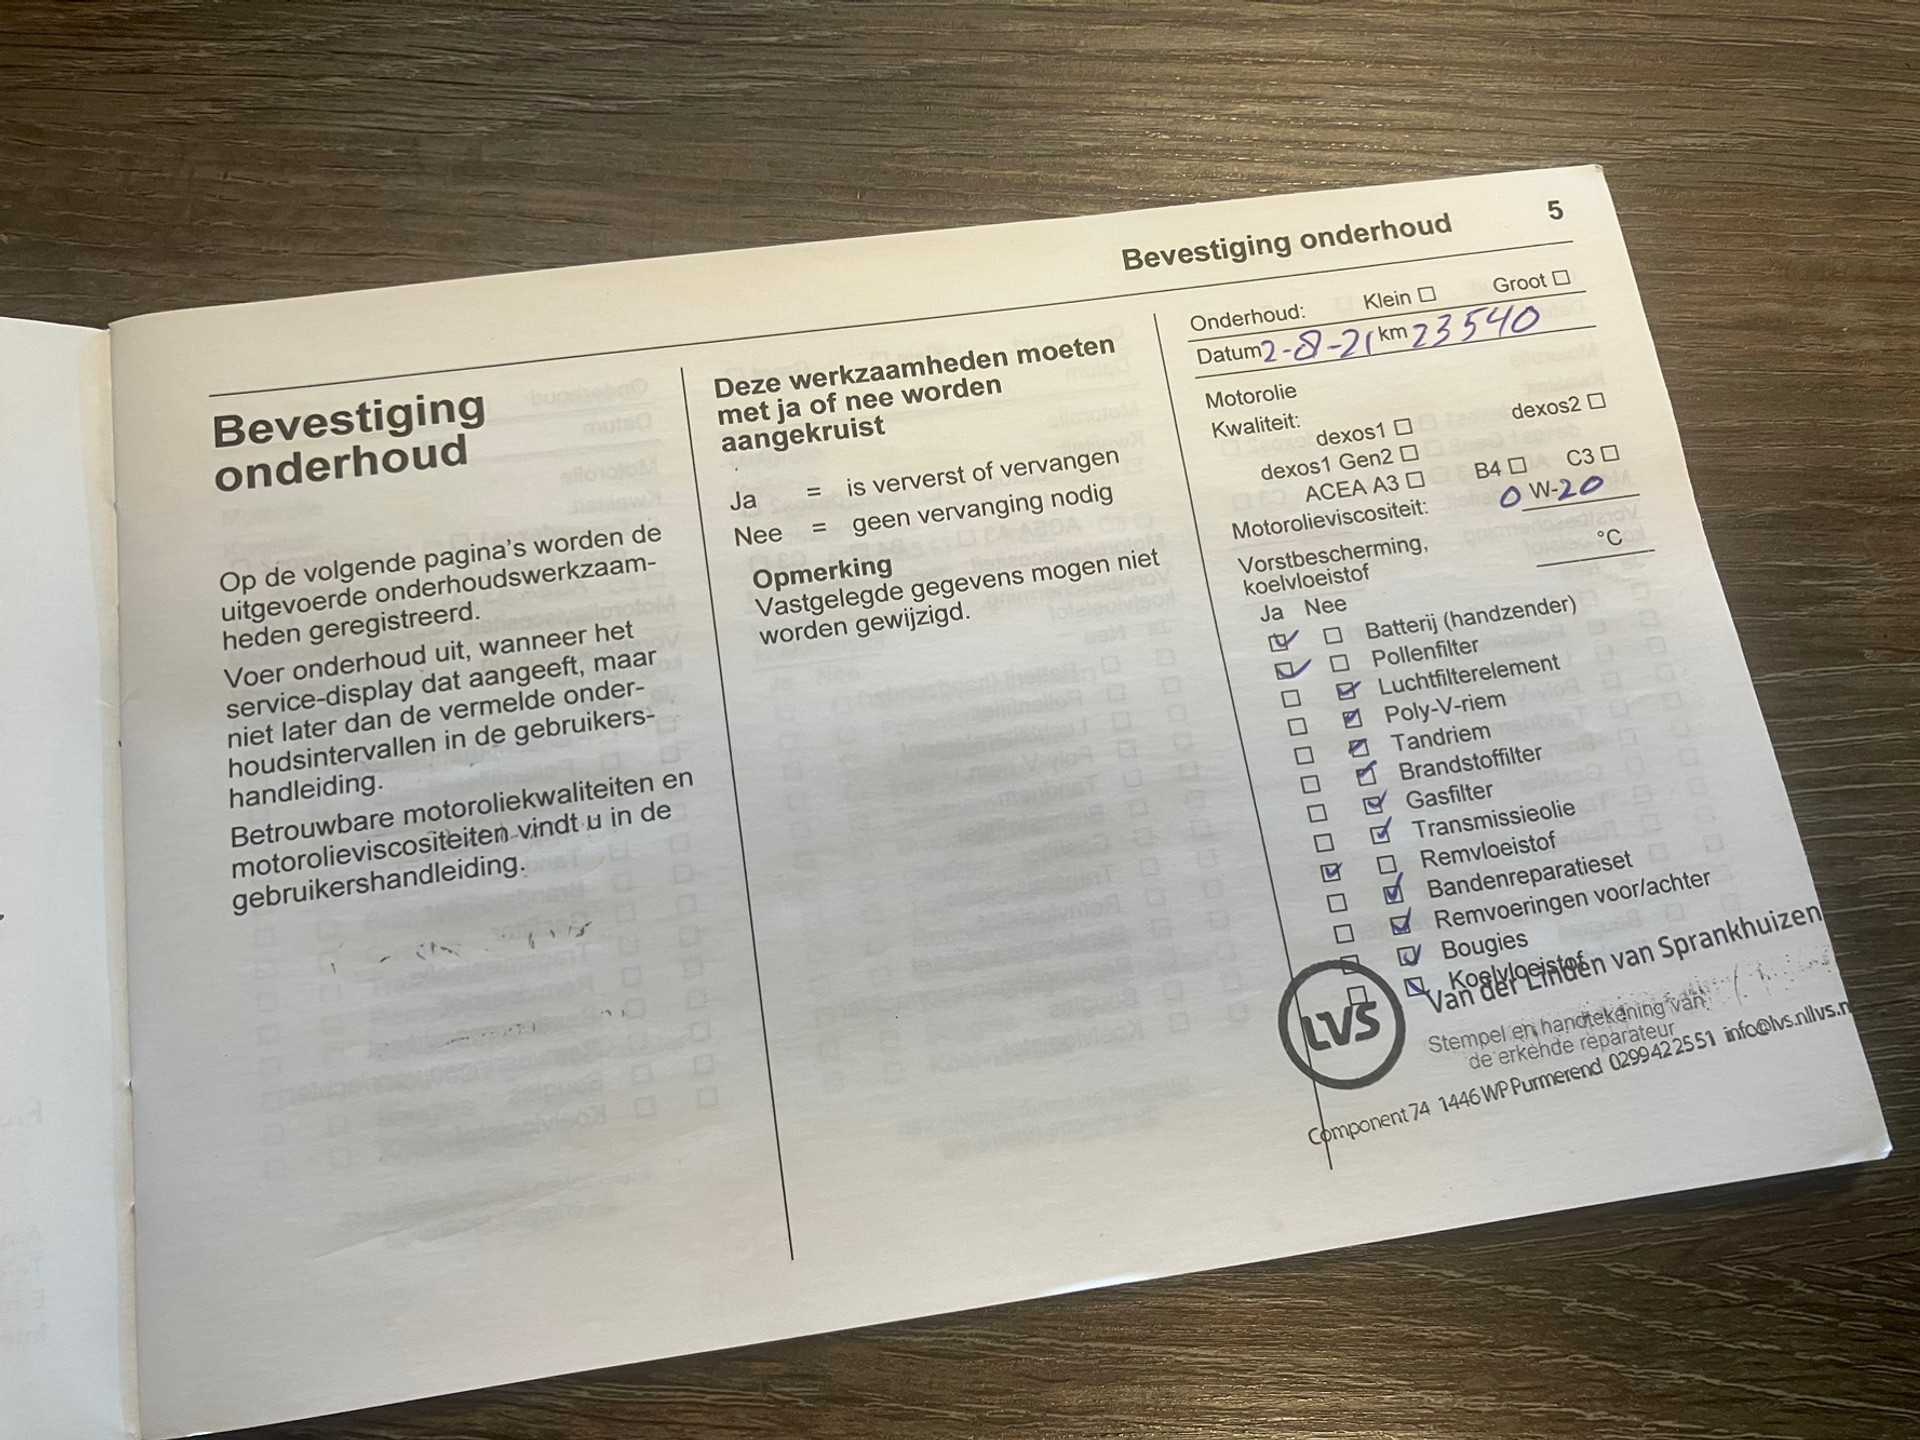 Bevestiging onderhoud 5
Bevestiging
onderhoud
Op de volgende pagina's worden de
uitgevoerde onderhoudswerkzaam-
heden geregistreerd.
Voer onderhoud uit, wanneer het
service-display dat aangeeft, maar
niet later dan de vermelde onder-
houdsintervallen in de gebruikers-
handleiding.
Betrouwbare motoroliekwaliteiten en
motorolieviscositeiten vindt u in de
gebruikershandleiding.
Deze werkzaamheden moeten
met ja of nee worden
aangekruist
Ja = is ververst of vervangen
Nee = geen vervanging nodig
Opmerking
Vastgelegde gegevens mogen niet
worden gewijzigd.
Onderhoud: Klein Groot
Datum 2-8-21 km 23540
Motorolie
Kwaliteit:
dexos1 dexos2
dexos1 Gen2
ACEA A3 B4 C3
Motorolieviscositeit: 0 W-20
Vorstbescherming,
koelvloeistof °C
Ja Nee
Batterij (handzender)
Pollenfilter
Luchtfilterelement
Poly-V-riem
Tandriem
Brandstoffilter
Gasfilter
Transmissieolie
Remvloeistof
Bandenreparatieset
Remvoeringen voor/achter
Bougies
Koelvloeistof
LVS
Van der Linden van Sprankhuizen
Stempel en handtekening van
de erkende reparateur
Component 74 1446 WP Purmerend 0299422551 info@lvs.nl lvs.n